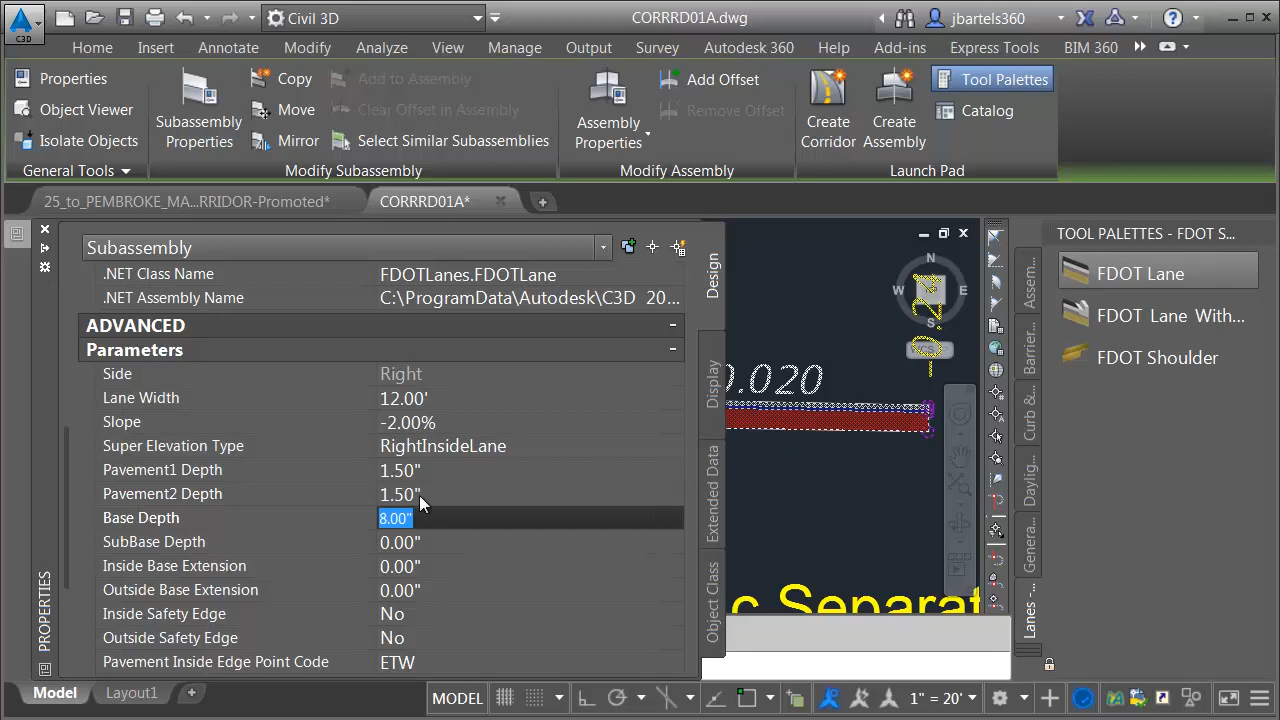 C3D
Civil 3D
CORRRD01A.dwg
jbartels360
Home Insert Annotate Modify Analyze View Manage Output Survey Autodesk 360 Help Add-ins Express Tools BIM 360
Properties
Object Viewer
Isolate Objects
General Tools
Subassembly
Properties
Copy
Move
Mirror
Add to Assembly
Clear Offset in Assembly
Select Similar Subassemblies
Modify Subassembly
Assembly
Properties
Add Offset
Remove Offset
Modify Assembly
Create
Corridor
Create
Assembly
Tool Palettes
Catalog
Launch Pad
25_to_PEMBROKE_MA...RRIDOR-Promoted* CORRRD01A*
Subassembly
.NET Class Name FDOTLanes.FDOTLane
.NET Assembly Name C:\ProgramData\Autodesk\C3D 20...
ADVANCED
Parameters
Side Right
Lane Width 12.00'
Slope -2.00%
Super Elevation Type RightInsideLane
Pavement1 Depth 1.50"
Pavement2 Depth 1.50"
Base Depth 8.00"
SubBase Depth 0.00"
Inside Base Extension 0.00"
Outside Base Extension 0.00"
Inside Safety Edge No
Outside Safety Edge No
Pavement Inside Edge Point Code ETW
PROPERTIES
Design
Display
Extended Data
Object Class
N
W E
S
0.020
c Separat
TOOL PALETTES - FDOT S...
FDOT Lane
FDOT Lane With...
FDOT Shoulder
Assem...
Barrier...
Curb &...
Daylig...
Genera...
Lanes -...
Model Layout1
MODEL
1" = 20'